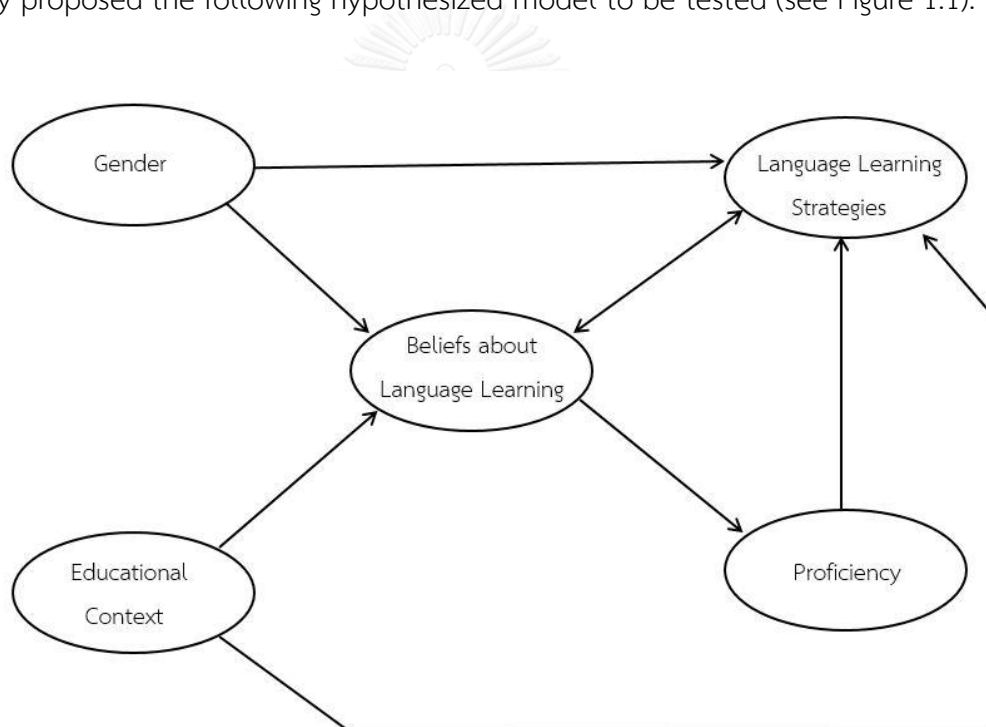 proposed the following hypothesized model to be tested (see Figure 1.1).
Gender
Language Learning
Strategies
Beliefs about
Language Learning
Educational
Context
Proficiency